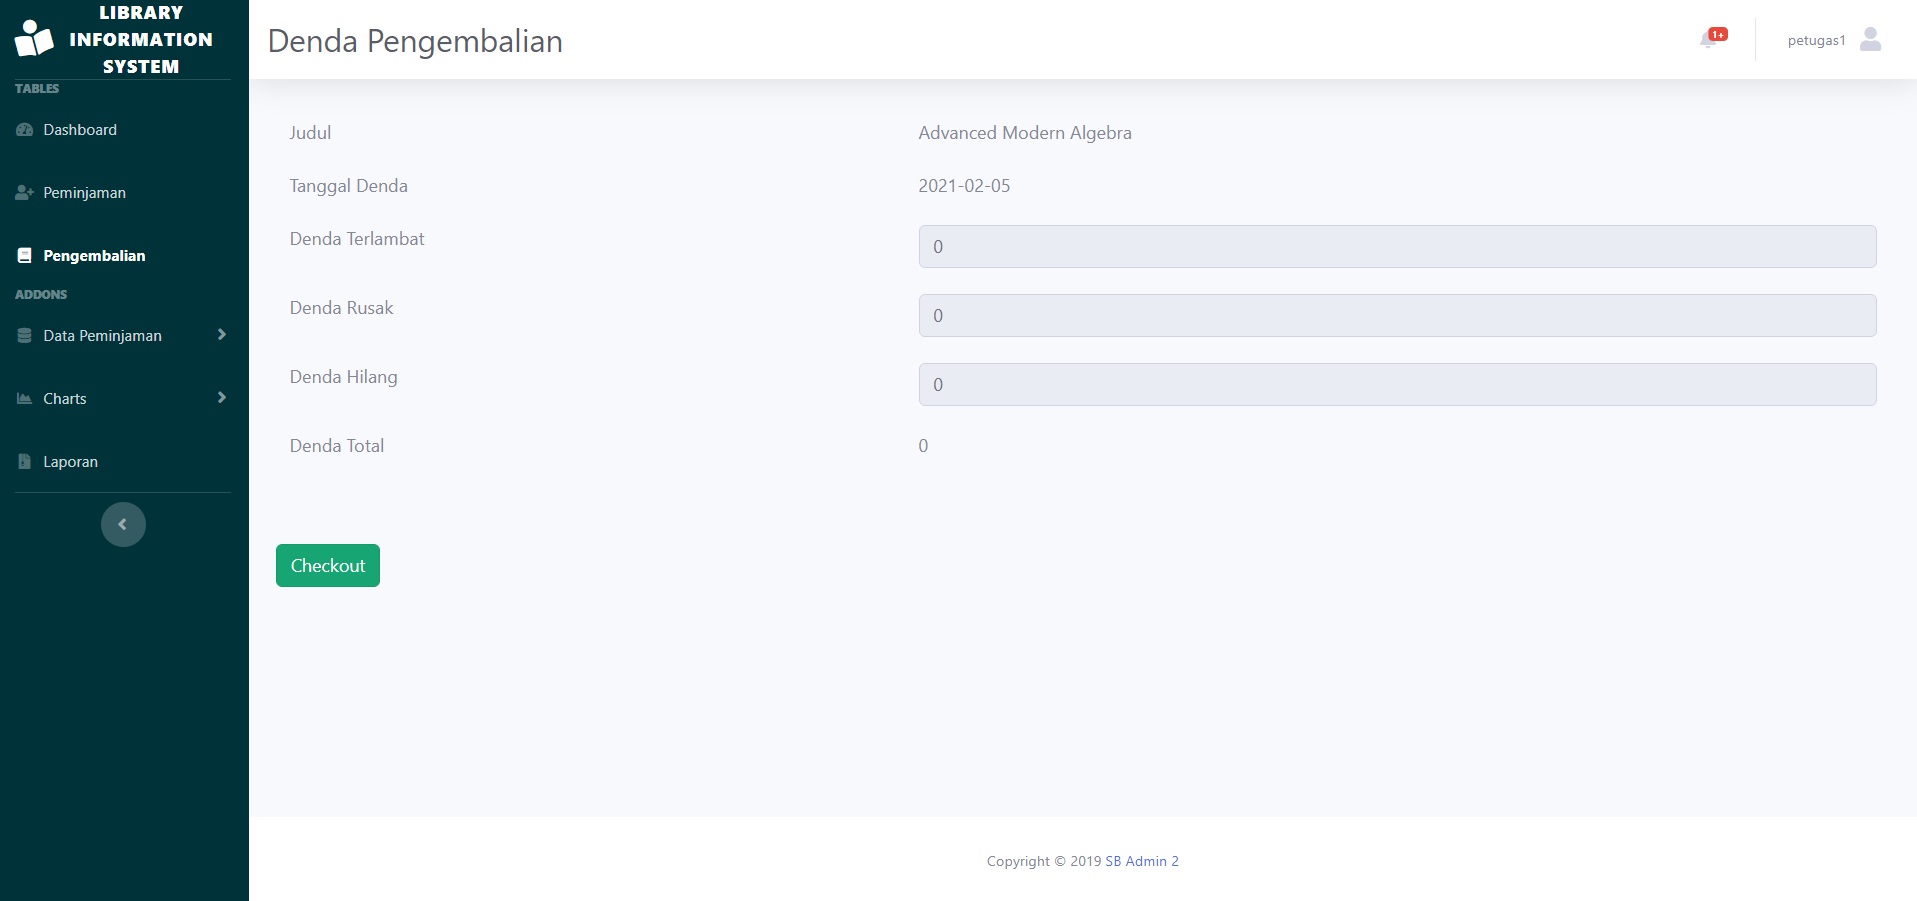 LIBRARY
INFORMATION
SYSTEM
TABLES
Dashboard
Peminjaman
Pengembalian
ADDONS
Data Peminjaman
Charts
Laporan
Denda Pengembalian
1+
petugas1
Judul Advanced Modern Algebra
Tanggal Denda 2021-02-05
Denda Terlambat 0
Denda Rusak 0
Denda Hilang 0
Denda Total 0
Checkout
Copyright © 2019 SB Admin 2